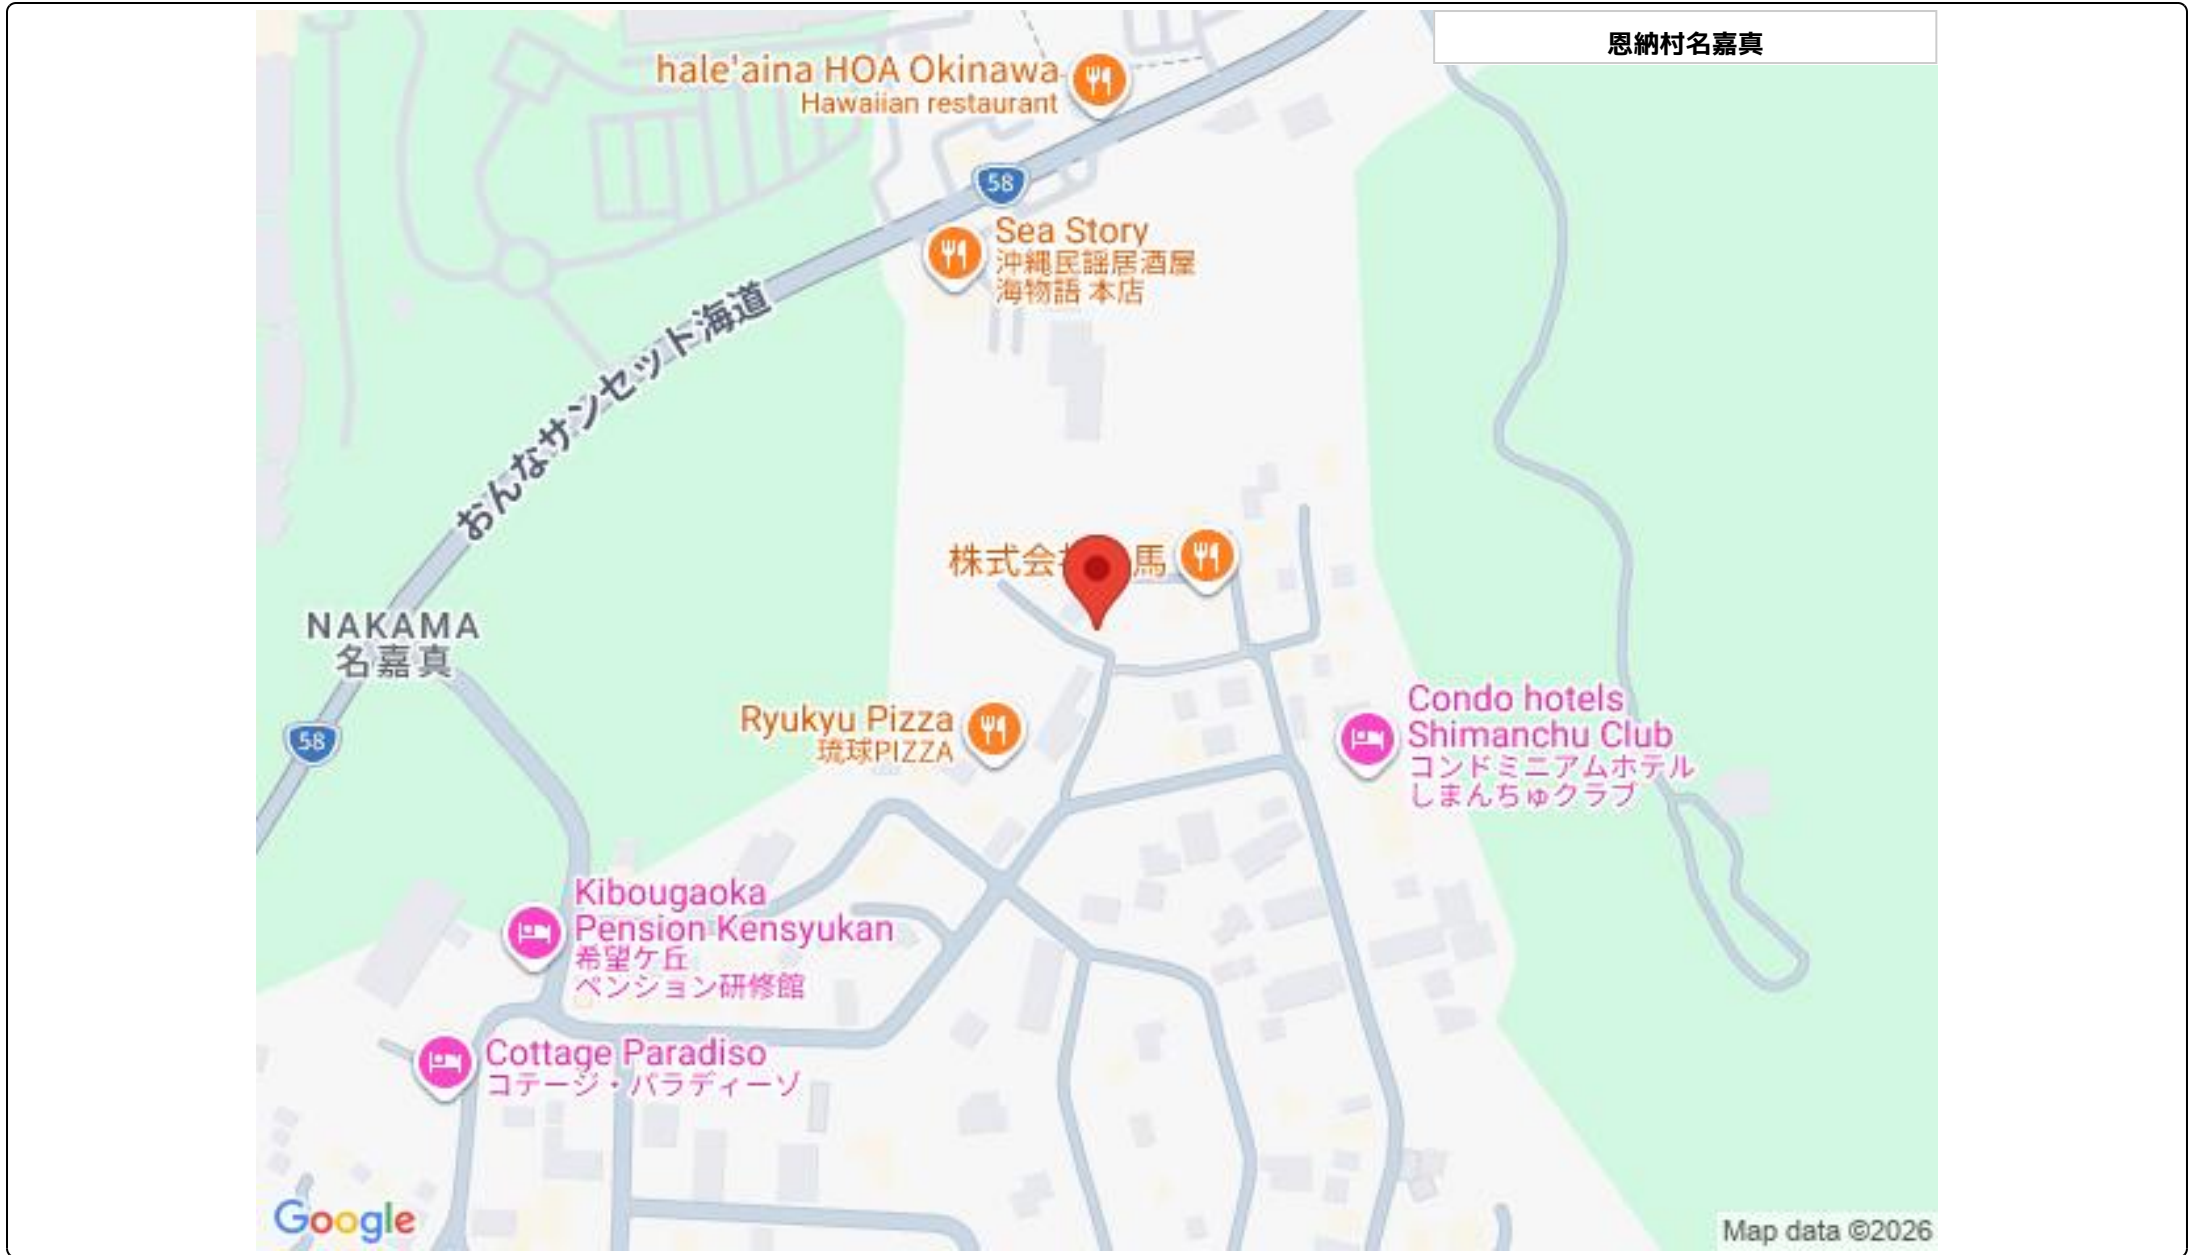 恩納村名嘉真
hale'aina HOA Okinawa
Hawaiian restaurant
58
Sea Story
沖縄民謡居酒屋
海物語 本店
おんなサンセット海道
株式会
馬
NAKAMA
名嘉真
58
Ryukyu Pizza
琉球PIZZA
Condo hotels
Shimanchu Club
コンドミニアムホテル
しまんちゅクラブ
Kibougaoka
Pension Kensyukan
希望ケ丘
ペンション研修館
Cottage Paradiso
コテージ・パラディーゾ
Google
Map data ©2026